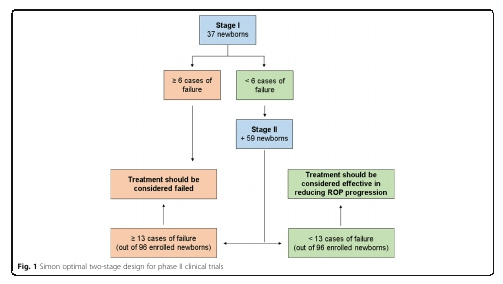 Stage I
37 newborns
≥ 6 cases of
failure
< 6 cases of
failure
Stage II
+ 59 newborns
Treatment should be
considered failed
Treatment should be
considered effective in
reducing ROP progression
≥ 13 cases of failure
(out of 96 enrolled newborns)
< 13 cases of failure
(out of 96 enrolled newborns)
Fig. 1 Simon optimal two-stage design for phase II clinical trials